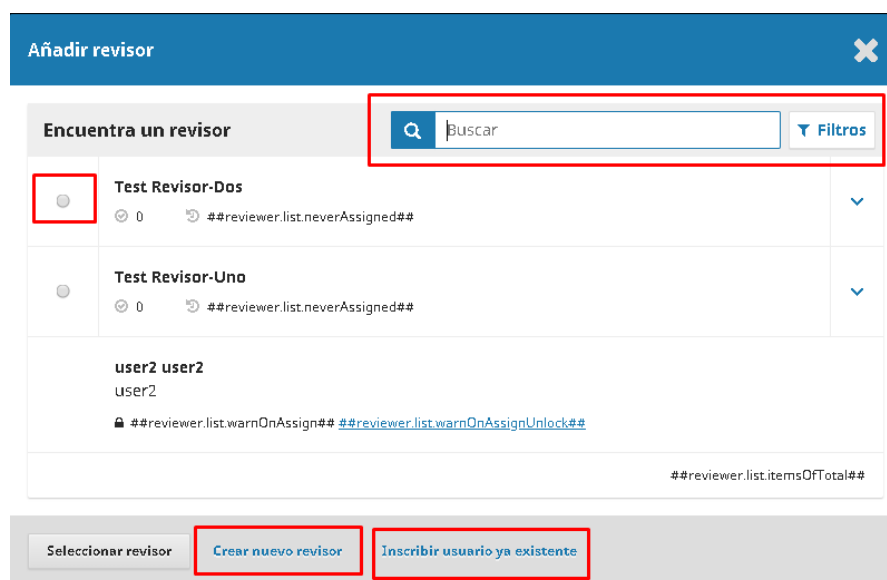 Añadir revisor
Encuentra un revisor
Buscar
Filtros
Test Revisor-Dos
0 ##reviewer.list.neverAssigned##
Test Revisor-Uno
0 ##reviewer.list.neverAssigned##
user2 user2
user2
##reviewer.list.warnOnAssign## ##reviewer.list.warnOnAssignUnlock##
##reviewer.list.itemsOfTotal##
Seleccionar revisor
Crear nuevo revisor
Inscribir usuario ya existente